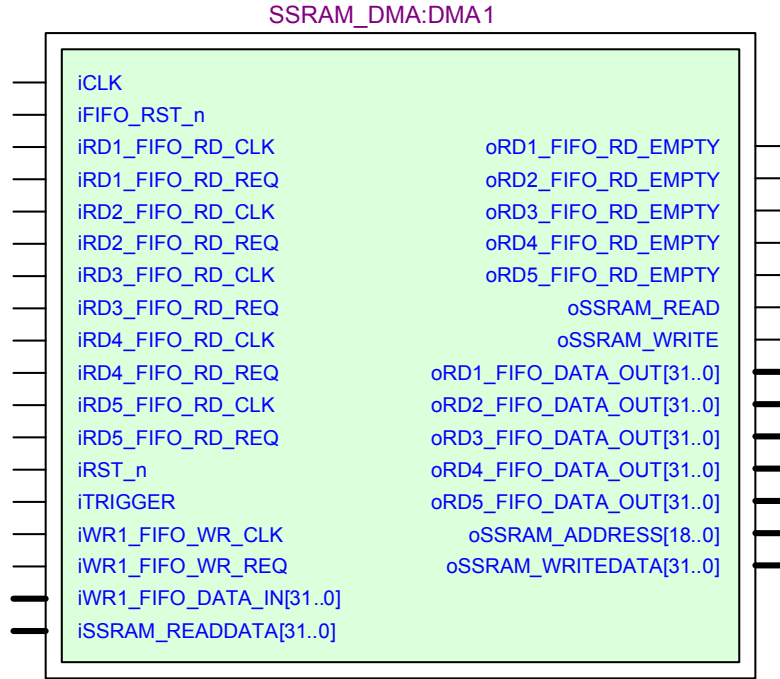 SSRAM_DMA:DMA1
iCLK
iFIFO_RST_n
iRD1_FIFO_RD_CLK oRD1_FIFO_RD_EMPTY
iRD1_FIFO_RD_REQ oRD2_FIFO_RD_EMPTY
iRD2_FIFO_RD_CLK oRD3_FIFO_RD_EMPTY
iRD2_FIFO_RD_REQ oRD4_FIFO_RD_EMPTY
iRD3_FIFO_RD_CLK oRD5_FIFO_RD_EMPTY
iRD3_FIFO_RD_REQ oSSRAM_READ
iRD4_FIFO_RD_CLK oSSRAM_WRITE
iRD4_FIFO_RD_REQ oRD1_FIFO_DATA_OUT[31..0]
iRD5_FIFO_RD_CLK oRD2_FIFO_DATA_OUT[31..0]
iRD5_FIFO_RD_REQ oRD3_FIFO_DATA_OUT[31..0]
iRST_n oRD4_FIFO_DATA_OUT[31..0]
iTRIGGER oRD5_FIFO_DATA_OUT[31..0]
iWR1_FIFO_WR_CLK oSSRAM_ADDRESS[18..0]
iWR1_FIFO_WR_REQ oSSRAM_WRITEDATA[31..0]
iWR1_FIFO_DATA_IN[31..0]
iSSRAM_READDATA[31..0]